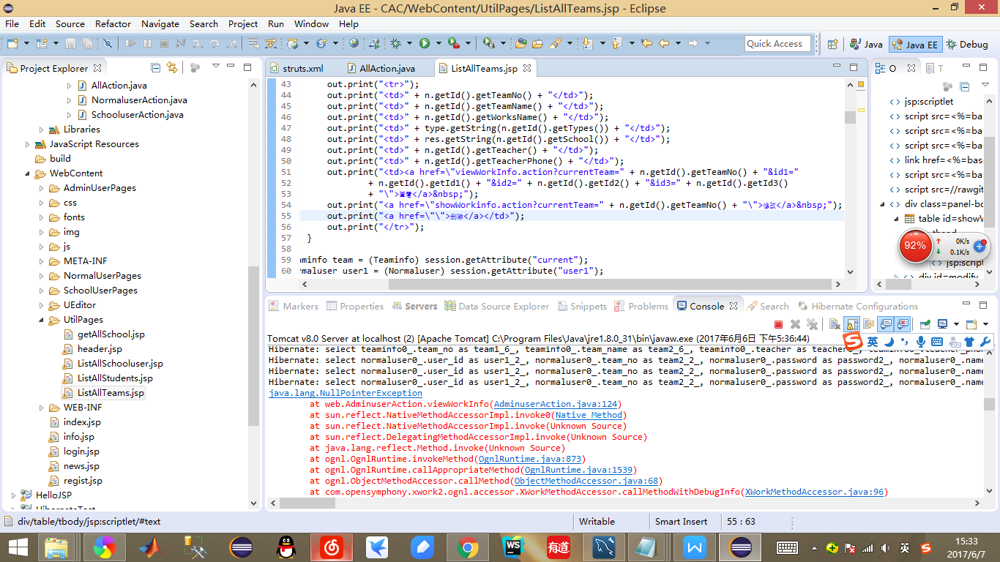 Java EE - CAC/WebContent/UtilPages/ListAllTeams.jsp - Eclipse
File Edit Source Refactor Navigate Search Project Run Window Help
Quick Access
Java
Java EE
Debug
Project Explorer
AllAction.java
NormaluserAction.java
SchooluserAction.java
Libraries
JavaScript Resources
build
WebContent
AdminUserPages
css
fonts
img
js
META-INF
NormalUserPages
SchoolUserPages
UEditor
UtilPages
getAllSchool.jsp
header.jsp
ListAllSchooluser.jsp
ListAllStudents.jsp
ListAllTeams.jsp
WEB-INF
index.jsp
info.jsp
login.jsp
news.jsp
regist.jsp
HelloJSP
struts.xml
AllAction.java
ListAllTeams.jsp
43 out.print("<tr>");
44 out.print("<td>" + n.getId().getTeamNo() + "</td>");
45 out.print("<td>" + n.getId().getTeamName() + "</td>");
46 out.print("<td>" + n.getId().getWorksName() + "</td>");
47 out.print("<td>" + type.getString(n.getId().getTypes()) + "</td>");
48 out.print("<td>" + res.getString(n.getId().getSchool()) + "</td>");
49 out.print("<td>" + n.getId().getTeacher() + "</td>");
50 out.print("<td>" + n.getId().getTeacherPhone() + "</td>");
51 out.print("<td><a href=\"viewWorkInfo.action?currentTeam=" + n.getId().getTeamNo() + "&id1="
52 + n.getId().getId1() + "&id2=" + n.getId().getId2() + "&id3=" + n.getId().getId3()
53 + "\">查看</a>&nbsp;");
54 out.print("<a href=\"showWorkinfo.action?currentTeam=" + n.getId().getTeamNo() + "\">修改</a>&nbsp;");
55 out.print("<a href=\"\">删除</a></td>");
56 out.print("</tr>");
57 }
58
59 aminfo team = (Teaminfo) session.getAttribute("current");
60 rmaluser user1 = (Normaluser) session.getAttribute("user1");
O
T
jsp:scriptlet
script src=<%=bas
script src=<%=bas
script src=<%=bas
link href=<%=base
script src=<%=bas
script src=//rawgit
div class=panel-bo
table id=showW
92%
0K/s
0.1K/s
jsp:script
div id=modify
Markers Properties Servers Data Source Explorer Snippets Problems Console Search Hibernate Configurations
Tomcat v8.0 Server at localhost (2) [Apache Tomcat] C:\Program Files\Java\jre1.8.0_31\bin\javaw.exe (2017年6月6日 下午5:36:44)
英
Hibernate: select teaminfo0_.team_no as team1_6_, teaminfo0_.team_name as team2_6_, teaminfo0_.teacher as teacher6_,
Hibernate: select normaluser0_.user_id as user1_2_, normaluser0_.team_no as team2_2_, normaluser0_.password as password2_, normaluser0_.name
Hibernate: select normaluser0_.user_id as user1_2_, normaluser0_.team_no as team2_2_, normaluser0_.password as password2_, normaluser0_.name
Hibernate: select normaluser0_.user_id as user1_2_, normaluser0_.team_no as team2_2_, normaluser0_.password as password2_, normaluser0_.name
java.lang.NullPointerException
at web.AdminuserAction.viewWorkInfo(AdminuserAction.java:124)
at sun.reflect.NativeMethodAccessorImpl.invoke0(Native Method)
at sun.reflect.NativeMethodAccessorImpl.invoke(Unknown Source)
at sun.reflect.DelegatingMethodAccessorImpl.invoke(Unknown Source)
at java.lang.reflect.Method.invoke(Unknown Source)
at ognl.OgnlRuntime.invokeMethod(OgnlRuntime.java:873)
at ognl.OgnlRuntime.callAppropriateMethod(OgnlRuntime.java:1539)
at ognl.ObjectMethodAccessor.callMethod(ObjectMethodAccessor.java:68)
at com.opensymphony.xwork2.ognl.accessor.XWorkMethodAccessor.callMethodWithDebugInfo(XWorkMethodAccessor.java:96)
div/table/tbody/jsp:scriptlet/#text
Writable
Smart Insert
55 : 63
WS
有道
W
英
15:33
2017/6/7